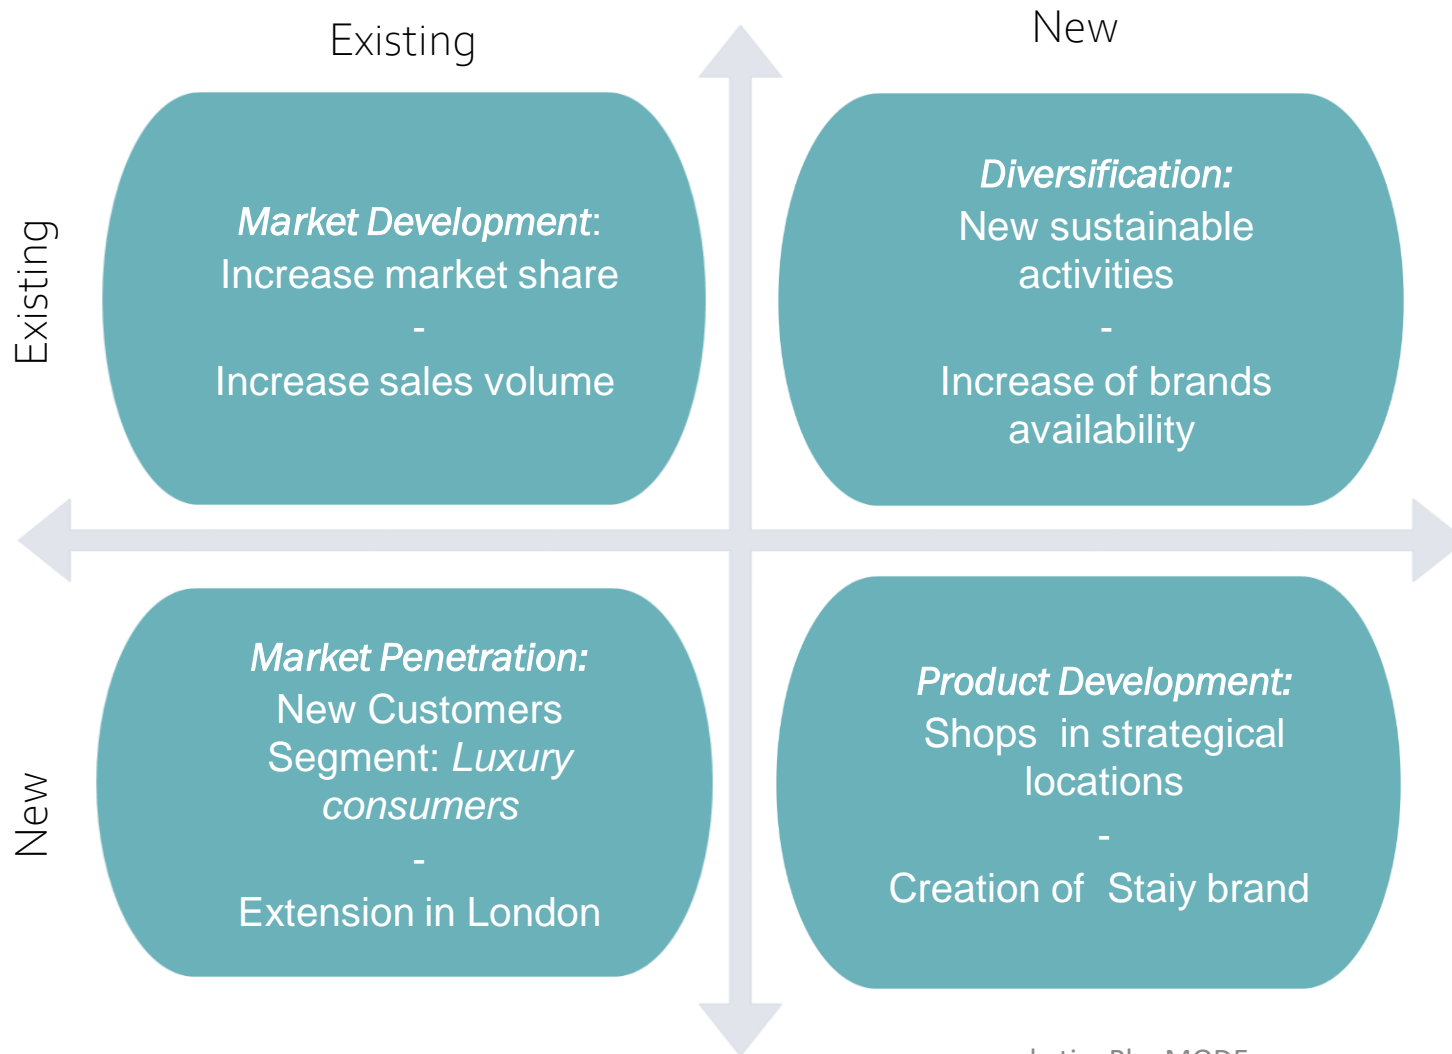 Existing
New
Existing
Market Development:
Increase market share
-
Increase sales volume
Diversification:
New sustainable
activities
-
Increase of brands
availability
New
Market Penetration:
New Customers
Segment: Luxury
consumers
-
Extension in London
Product Development:
Shops in strategical
locations
-
Creation of Staiy brand